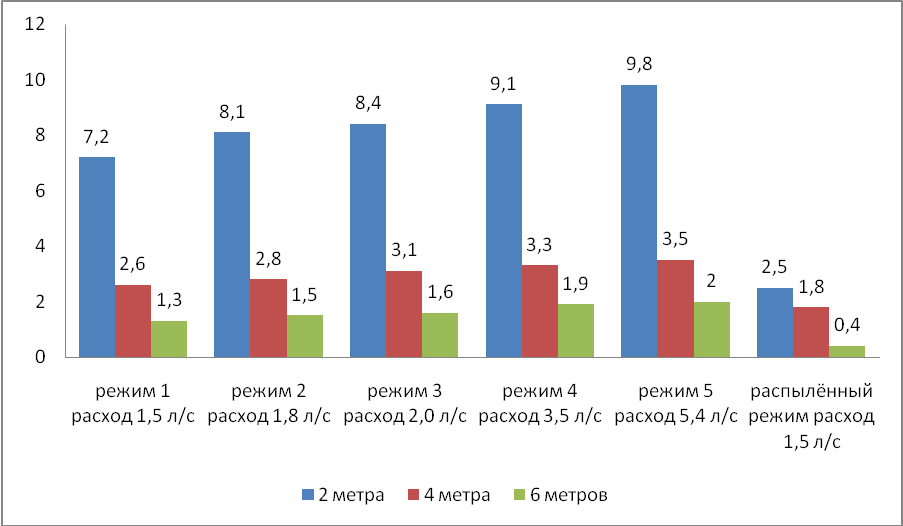 12
10
8
6
4
2
0
7,2
2,6
1,3
8,1
2,8
1,5
8,4
3,1
1,6
9,1
3,3
1,9
9,8
3,5
2
2,5
1,8
0,4
режим 1
расход 1,5 л/с
режим 2
расход 1,8 л/с
режим 3
расход 2,0 л/с
режим 4
расход 3,5 л/с
режим 5
расход 5,4 л/с
распылённый
режим расход
1,5 л/с
2 метра 4 метра 6 метров